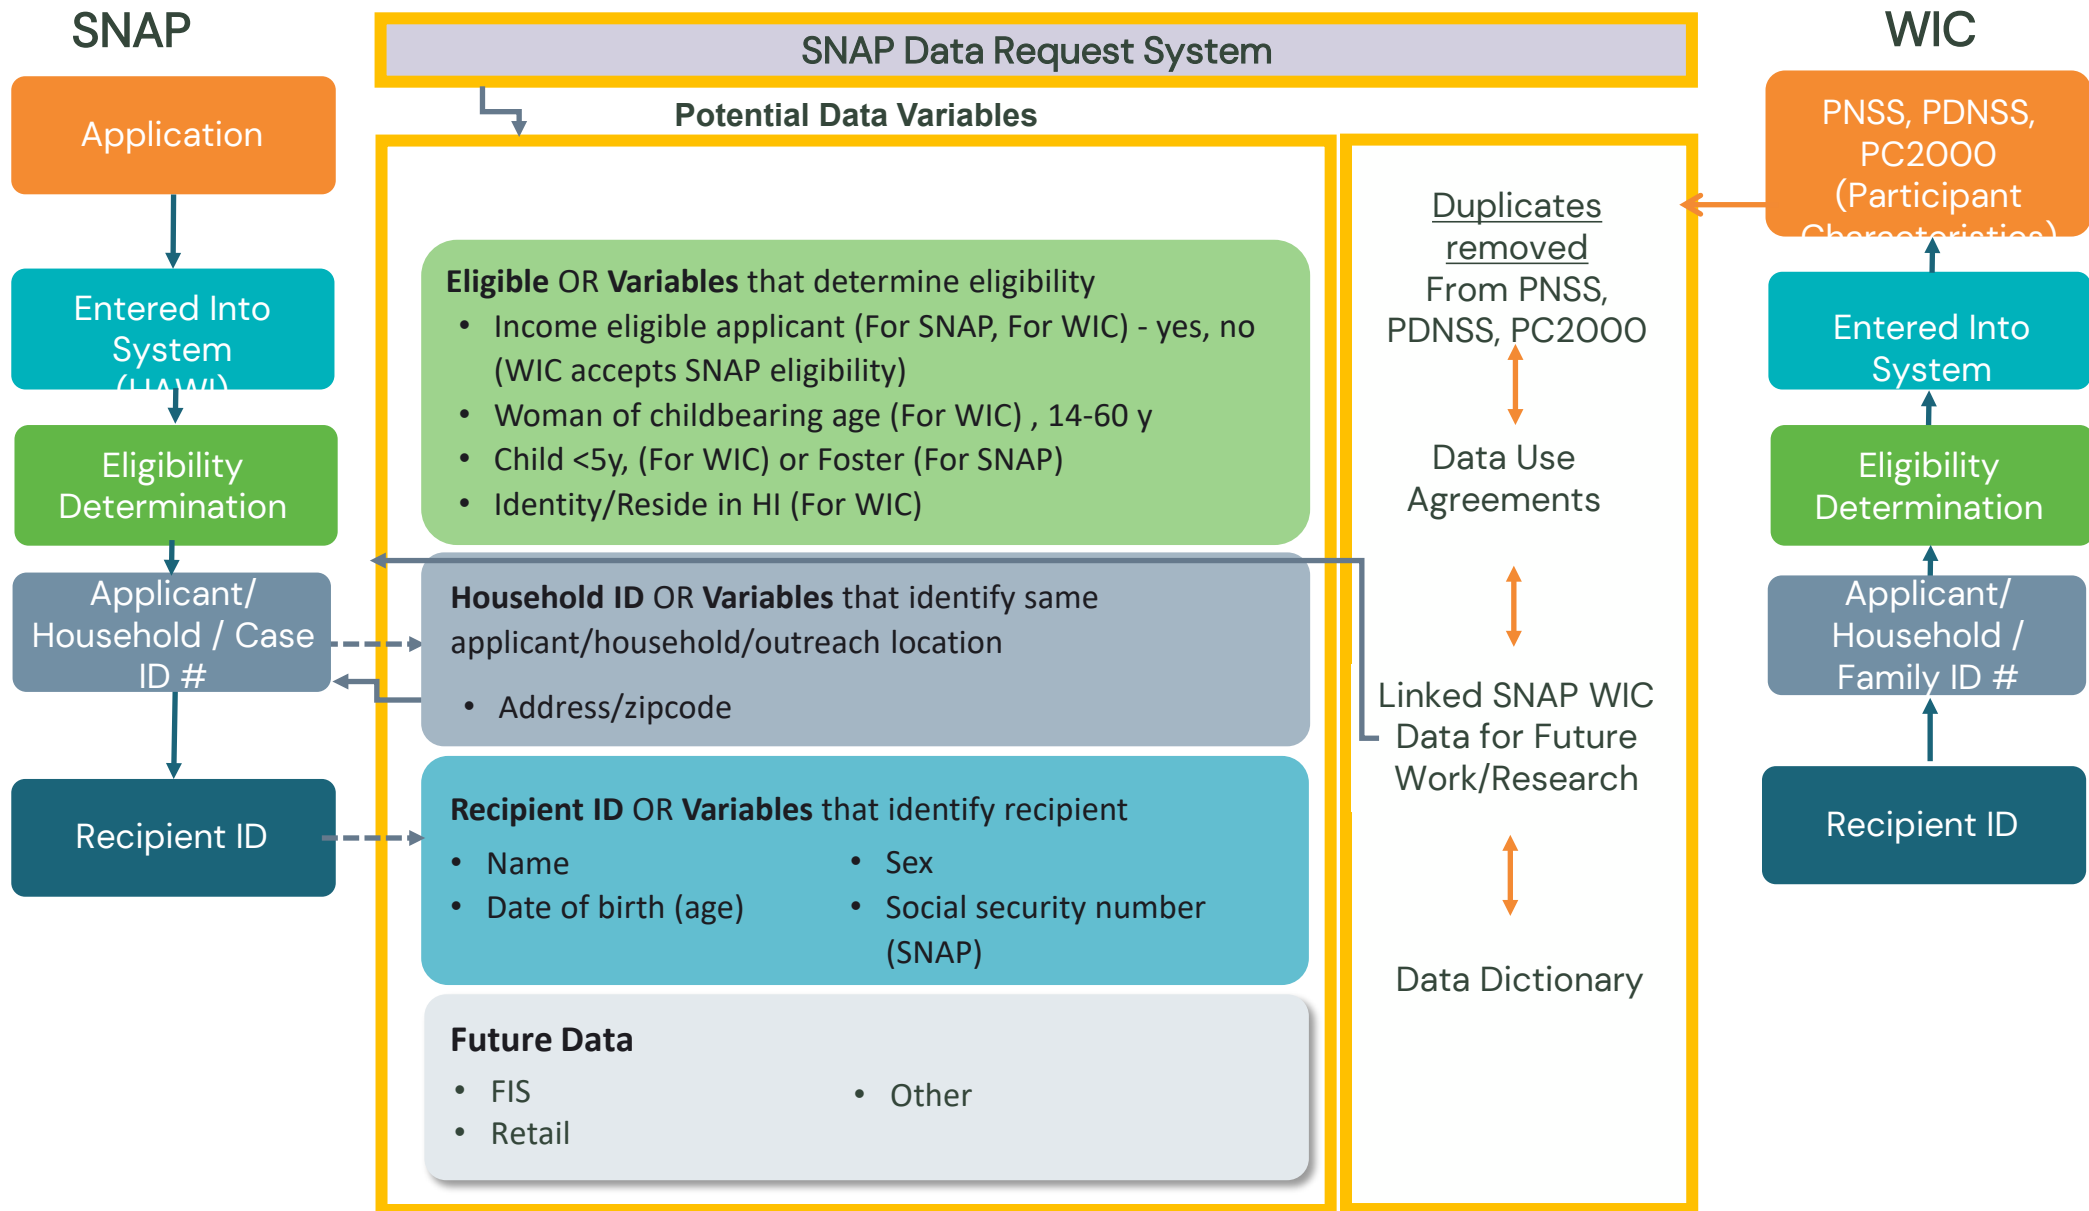 SNAP
Application
Entered Into
System
(HAWI)
Eligibility
Determination
Applicant/
Household / Case
ID #
Recipient ID
SNAP Data Request System
Potential Data Variables
Eligible OR Variables that determine eligibility
• Income eligible applicant (For SNAP, For WIC) - yes, no
(WIC accepts SNAP eligibility)
• Woman of childbearing age (For WIC) , 14-60 y
• Child <5y, (For WIC) or Foster (For SNAP)
• Identity/Reside in HI (For WIC)
Household ID OR Variables that identify same
applicant/household/outreach location
• Address/zipcode
Recipient ID OR Variables that identify recipient
• Name
• Date of birth (age)
• Sex
• Social security number
(SNAP)
Future Data
• FIS
• Retail
• Other
Duplicates
removed
From PNSS,
PDNSS, PC2000
Data Use
Agreements
Linked SNAP WIC
Data for Future
Work/Research
Data Dictionary
WIC
PNSS, PDNSS,
PC2000
(Participant
Characteristics)
Entered Into
System
Eligibility
Determination
Applicant/
Household /
Family ID #
Recipient ID